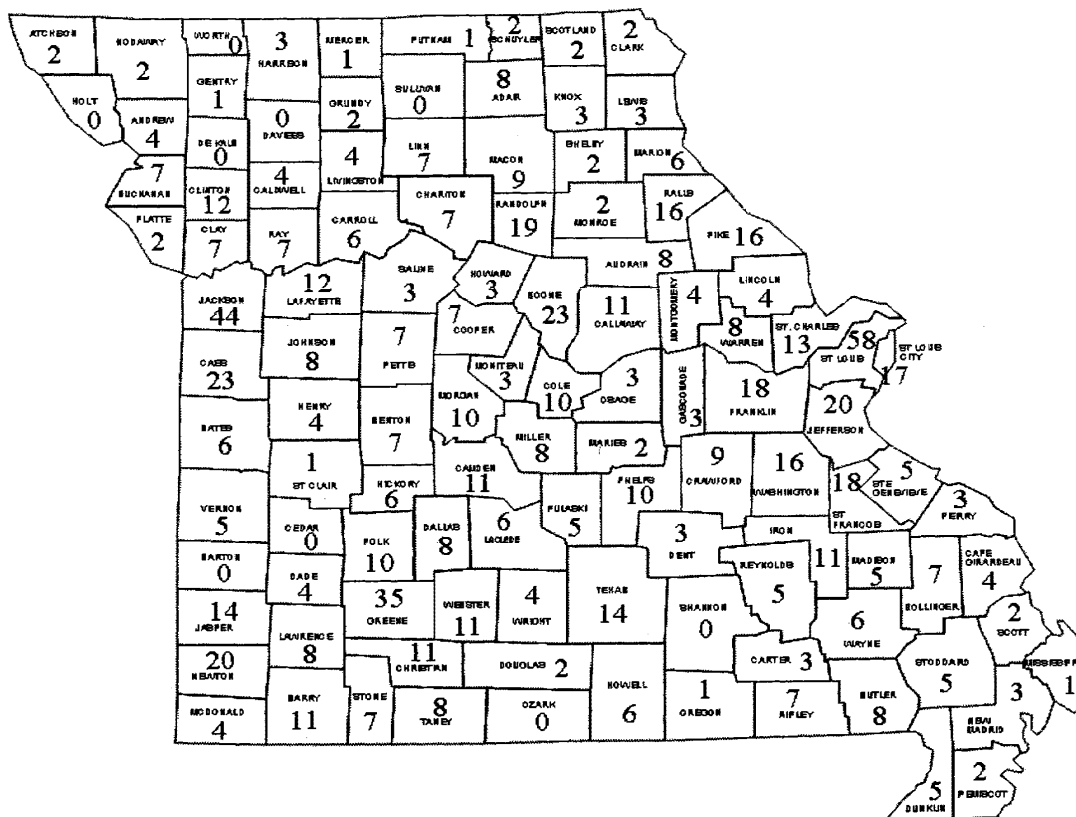 ATCHISON
2
NODAWAY
2
WORTH
0
3
HARRISON
MERCER
1
PUTNAM 1
2
SCHUYLER
SCOTLAND
2
2
CLARK
HOLT
0
ANDREW
4
GENTRY
1
DE KALB
0
0
DAVIESS
GRUNDY
2
SULLIVAN
0
8
ADAIR
KNOX
3
LEWIS
3
7
BUCHANAN
CLINTON
12
4
CALDWELL
4
LIVINGSTON
LINN
7
MACON
9
SHELBY
2
MARION 6
PLATTE
2
CLAY
7
RAY
7
CARROLL
6
CHARITON
7
RANDOLPH
19
2
MONROE
RALLS
16
PIKE 16
JACKSON
44
12
LAFAYETTE
SALINE
3
HOWARD
3
BOONE
23
AUDRAIN 8
11
CALLAWAY
MONTGOMERY
4
LINCOLN
4
8
WARREN
ST. CHARLES
13
58
ST LOUIS
ST LOUIS
CITY
17
CASS
23
JOHNSON
8
7
PETTIS
7
COOPER
MONITEAU
3
COLE
10
3
OSAGE
GASCONADE
3
18
FRANKLIN
20
JEFFERSON
BATES
6
HENRY
4
BENTON
7
MORGAN
10
MILLER
8
MARIES 2
1
ST CLAIR
HICKORY
6
CAMDEN
11
PULASKI
5
PHELPS
10
9
CRAWFORD
16
WASHINGTON
18
ST
FRANCOIS
5
STE
GENEVIEVE
3
PERRY
VERNON
5
CEDAR
0
POLK
10
DALLAS
8
6
LACLEDE
3
DENT
IRON
11
REYNOLDS
5
MADISON
5
7
BOLLINGER
CAPE
GIRARDEAU
4
BARTON
0
DADE
4
35
GREENE
WEBSTER
11
4
WRIGHT
TEXAS
14
SHANNON
0
6
WAYNE
2
SCOTT
14
JASPER
LAWRENCE
8
11
CHRISTIAN
DOUGLAS 2
HOWELL
6
CARTER 3
STODDARD
5
MISSISSIPPI
1
20
NEWTON
BARRY
11
STONE
7
8
TANEY
OZARK
0
1
OREGON
7
RIPLEY
BUTLER
8
3
NEW
MADRID
MCDONALD
4
5
DUNKLIN
2
PEMISCOT